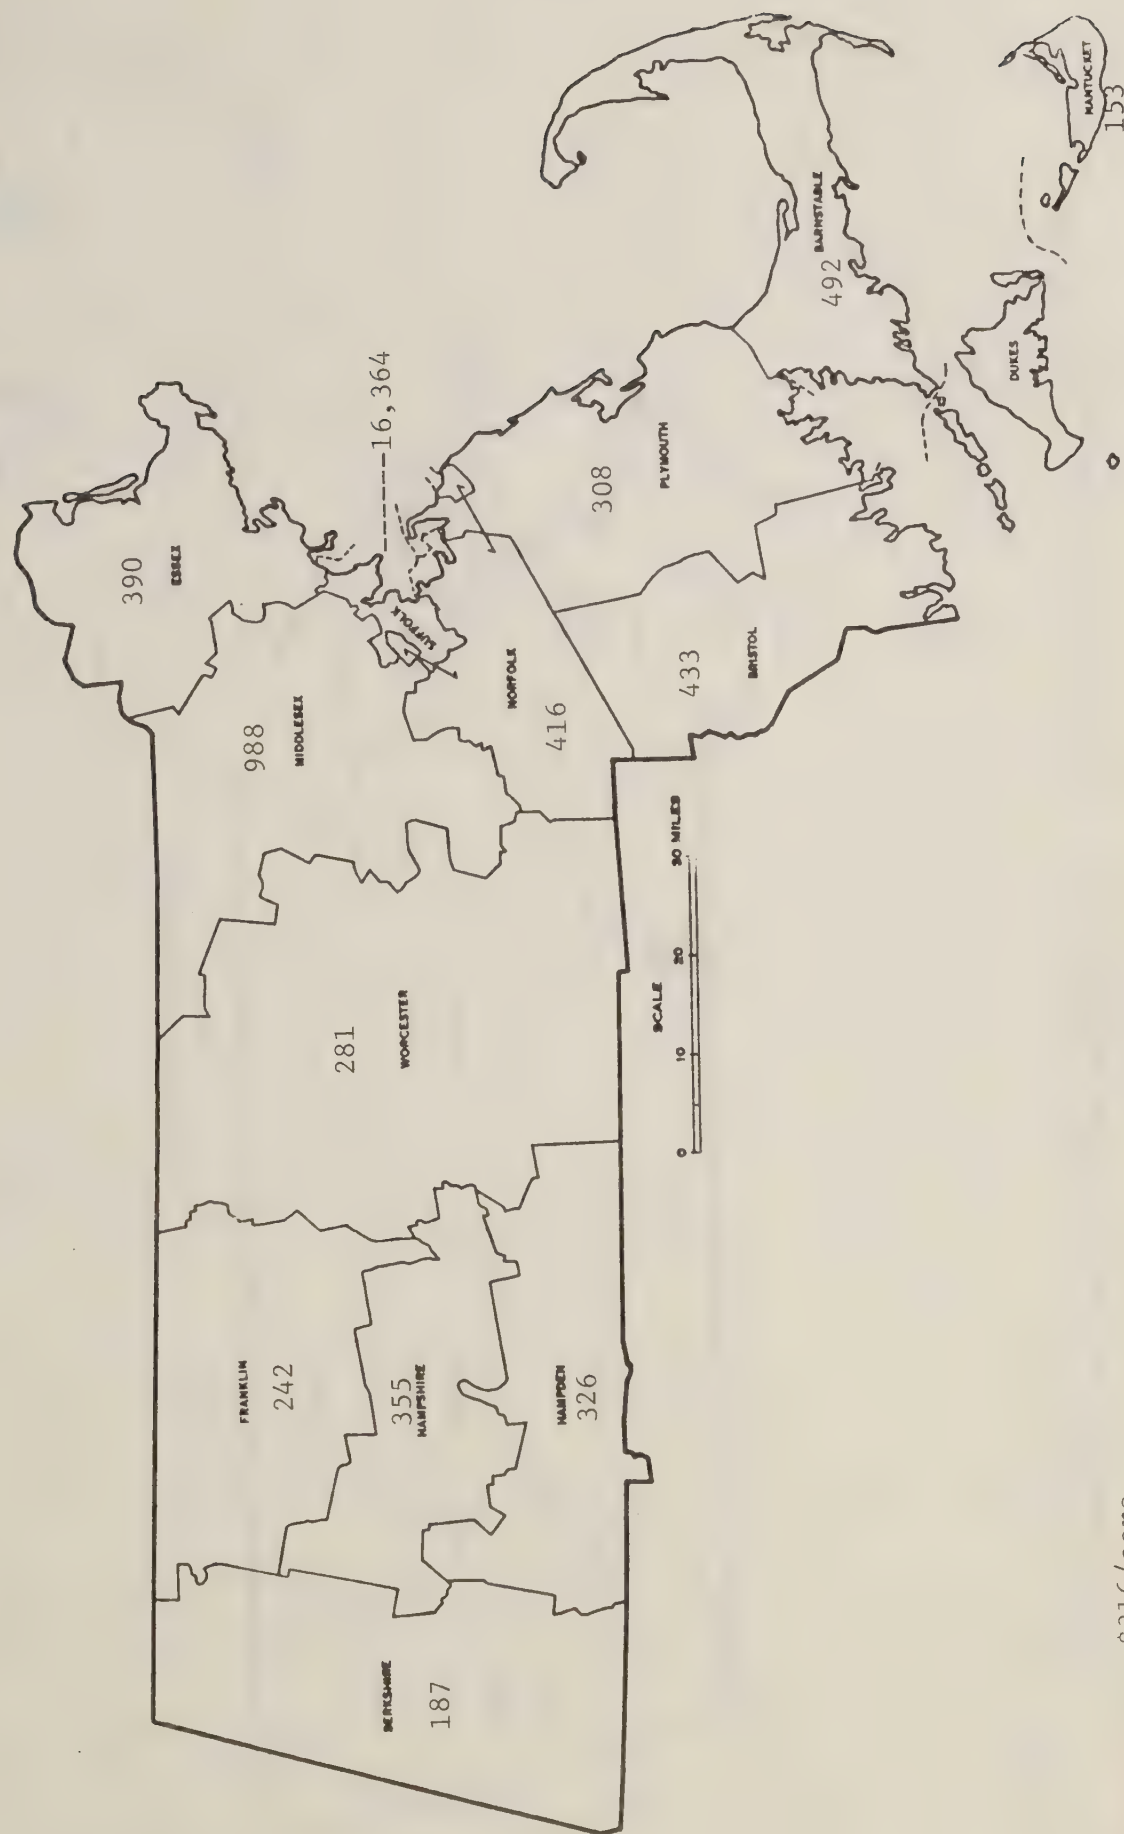 390
ESSEX
988
MIDDLESEX
16,364
SUFFOLK
NORFOLK
416
308
PLYMOUTH
433
BRISTOL
BARNSTABLE
492
DUKES
NANTUCKET
153
281
WORCESTER
FRANKLIN
242
355
HAMPSHIRE
HAMPDEN
326
BERKSHIRE
187
SCALE
0 10 20 30 MILES